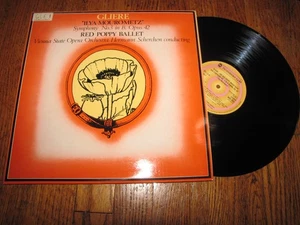 GLIERE
"ILYA MOUROMETZ"
Symphony No. 3 in B, Opus 42
RED POPPY BALLET
Vienna State Opera Orchestra Hermann Scherchen conducting